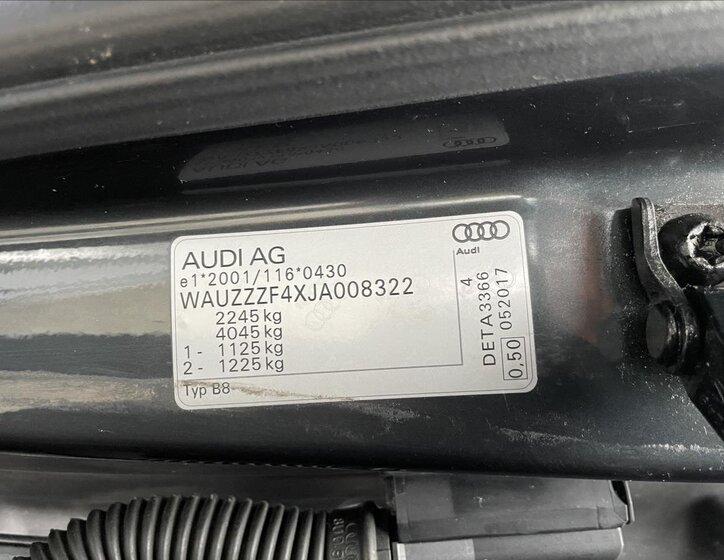 AUDI AG
Audi
e1*2001/116*0430
WAUZZZF4XJA008322
2245 kg
4045 kg
1 - 1125 kg
2 - 1225 kg
Typ B8
4
DETA3366
0,50 052017